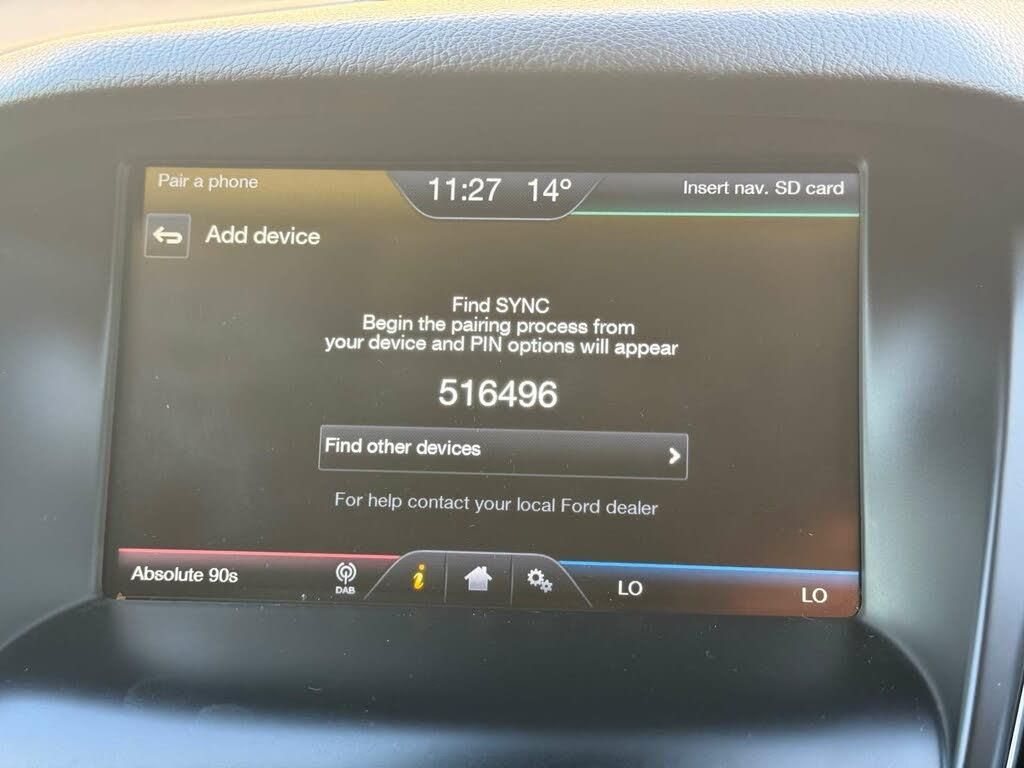 Pair a phone
11:27 14°
Insert nav. SD card
Add device
Find SYNC
Begin the pairing process from
your device and PIN options will appear
516496
Find other devices
For help contact your local Ford dealer
Absolute 90s
DAB
i
LO
LO